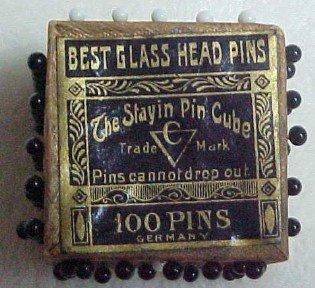 BEST GLASS HEAD PINS
The Stayin Pin Cube
C
Trade Mark
Pins cannot drop out
100 PINS
GERMANY